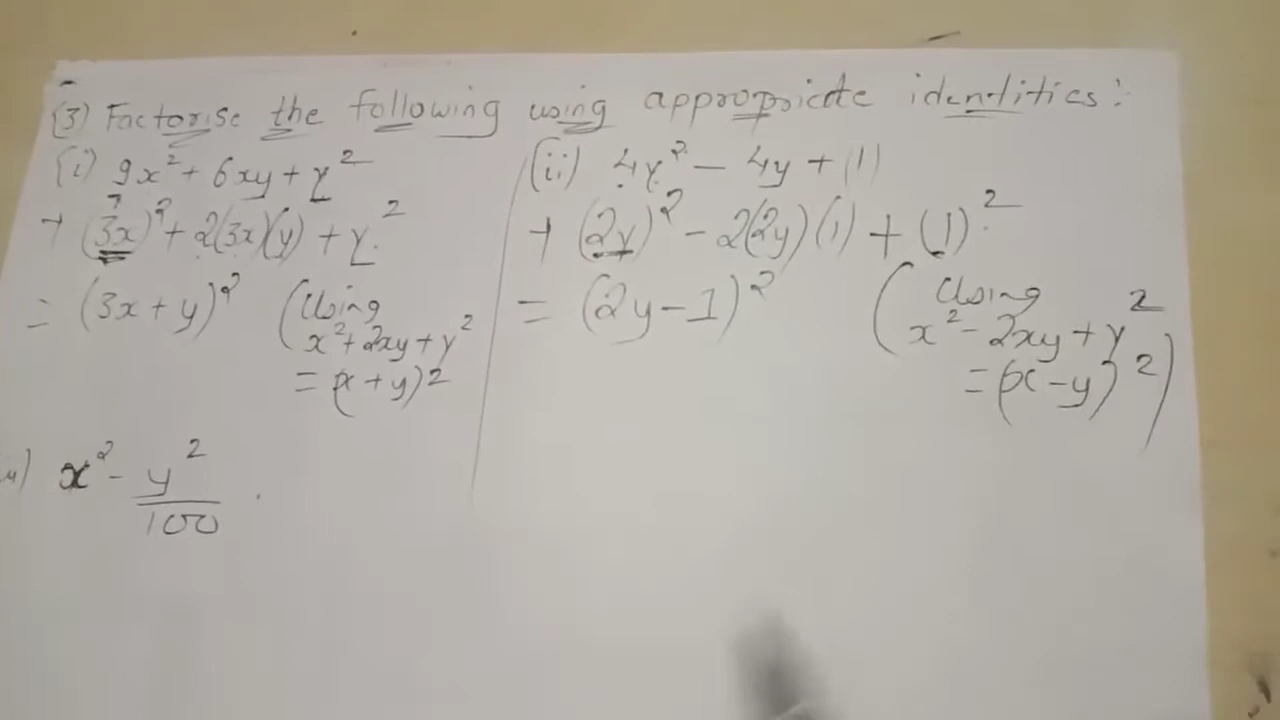 (3) Factorise the following using appropriate identities:
(i) 9x² + 6xy + y²
→ (3x)² + 2(3x)(y) + y²
= (3x + y)² (Using
x² + 2xy + y²
= (x + y)2
(ii) 4y² - 4y + (1)
→ (2y)² - 2(2y)(1) + (1)²
= (2y - 1)² (Using
x² - 2xy + y²
= (x - y)²)
x² - y²/100